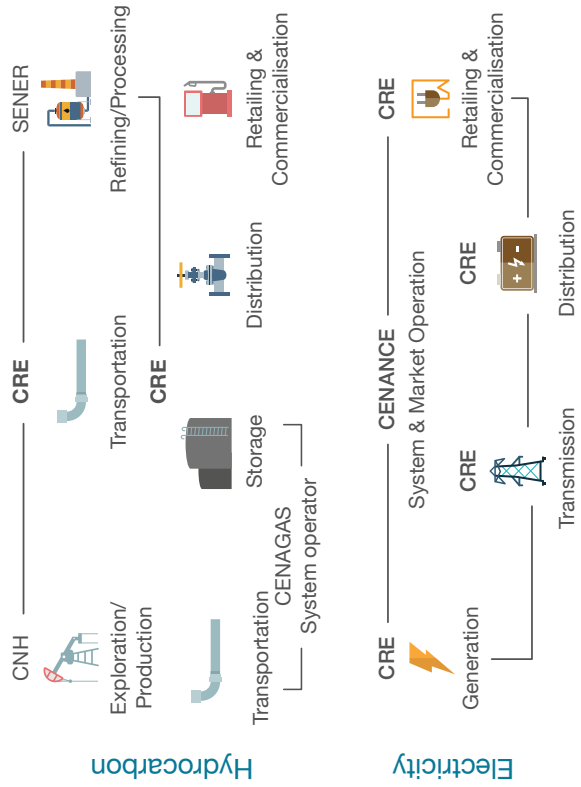 Hydrocarbon
CNH
CRE
SENER
Exploration/
Production
Transportation
Refining/Processing
CRE
Transportation
Storage
Distribution
Retailing &
Commercialisation
CENAGAS
System operator
Electricity
CRE
CENANCE
CRE
System & Market Operation
CRE
CRE
Generation
Transmission
Distribution
Retailing &
Commercialisation